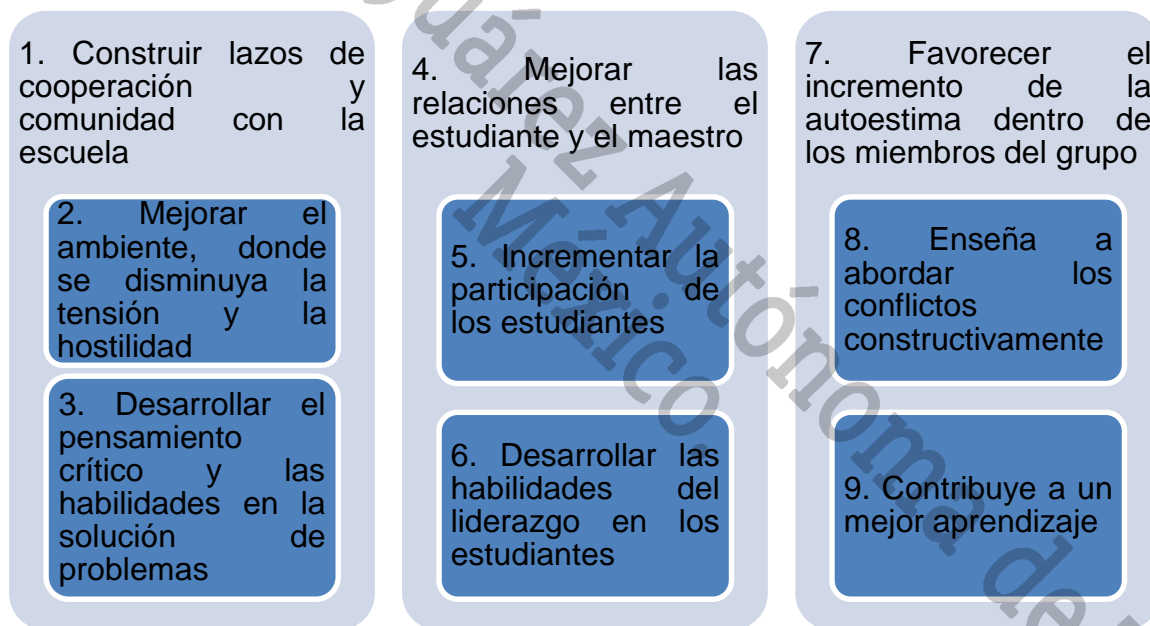 1. Construir lazos de
cooperación y
comunidad con la
escuela
2. Mejorar el
ambiente, donde
se disminuya la
tensión y la
hostilidad
3. Desarrollar el
pensamiento
crítico y las
habilidades en la
solución de
problemas
4. Mejorar las
relaciones entre el
estudiante y el maestro
5. Incrementar la
participación de
los estudiantes
6. Desarrollar las
habilidades del
liderazgo en los
estudiantes
7. Favorecer el
incremento de la
autoestima dentro de
los miembros del grupo
8. Enseña a
abordar los
conflictos
constructivamente
9. Contribuye a un
mejor aprendizaje
Juárez Autónoma de
México.